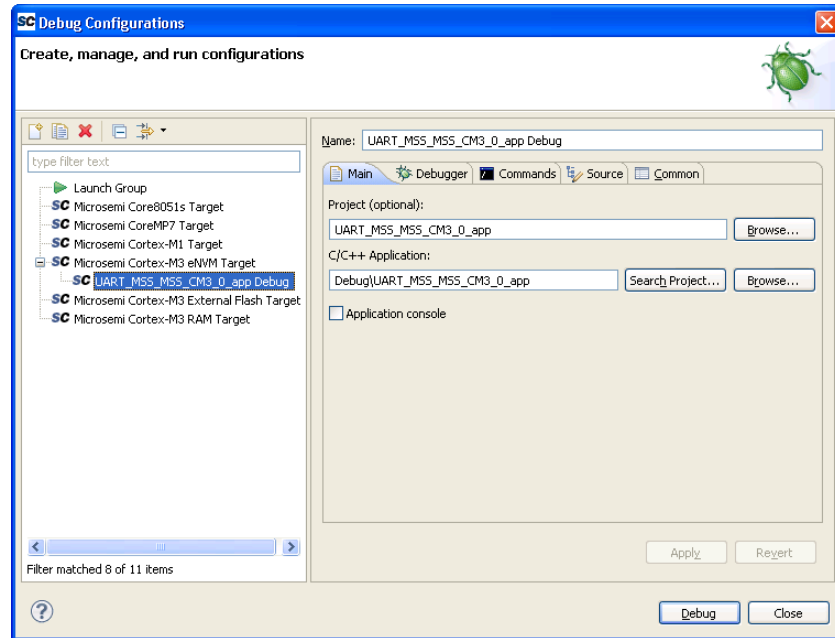 SC Debug Configurations
Create, manage, and run configurations
type filter text
Launch Group
SC Microsemi Core8051s Target
SC Microsemi CoreMP7 Target
SC Microsemi Cortex-M1 Target
SC Microsemi Cortex-M3 eNVM Target
SC UART_MSS_MSS_CM3_0_app Debug
SC Microsemi Cortex-M3 External Flash Target
SC Microsemi Cortex-M3 RAM Target
Filter matched 8 of 11 items
Name: UART_MSS_MSS_CM3_0_app Debug
Main Debugger Commands Source Common
Project (optional):
UART_MSS_MSS_CM3_0_app Browse...
C/C++ Application:
Debug\UART_MSS_MSS_CM3_0_app Search Project... Browse...
Application console
Apply Revert
? Debug Close